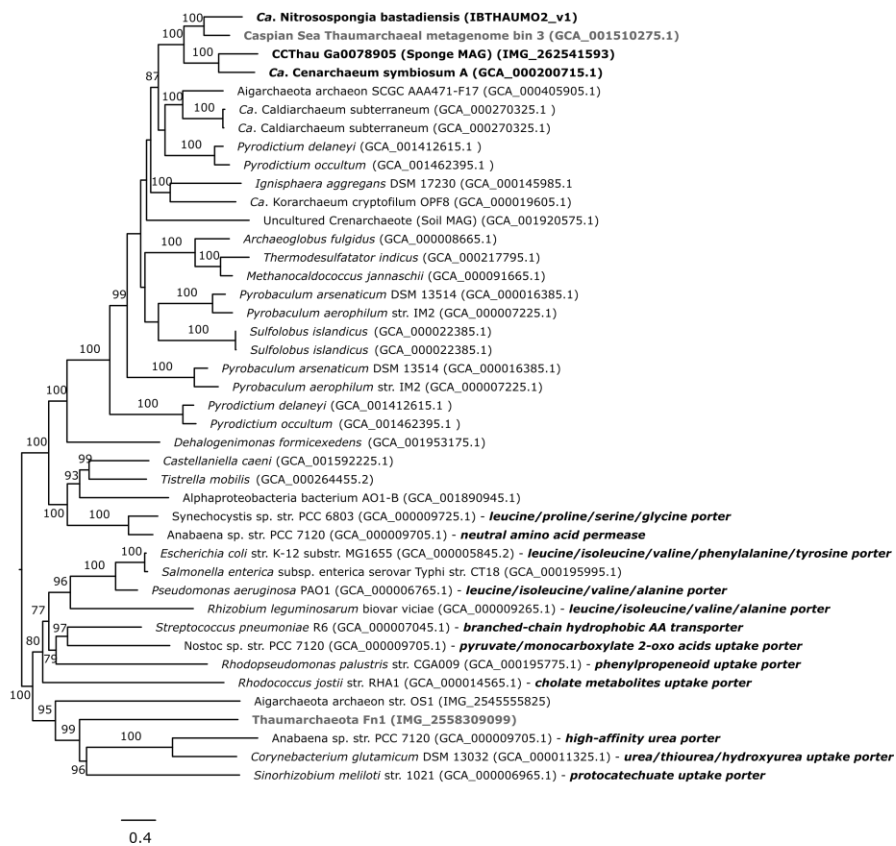 Ca. Nitrosospongia bastadiensis (IBTHAUMO2_v1)
100
Caspian Sea Thaumarchaeal metagenome bin 3 (GCA_001510275.1)
100
CCThau Ga0078905 (Sponge MAG) (IMG_262541593)
100
Ca. Cenarchaeum symbiosum A (GCA_000200715.1)
87
Aigarchaeota archaeon SCGC AAA471-F17 (GCA_000405905.1)
100
Ca. Caldiarchaeum subterraneum (GCA_000270325.1 )
100
Ca. Caldiarchaeum subterraneum (GCA_000270325.1 )
Pyrodictium delaneyi (GCA_001412615.1 )
100
Pyrodictium occultum (GCA_001462395.1 )
Ignisphaera aggregans DSM 17230 (GCA_000145985.1
100
Ca. Korarchaeum cryptofilum OPF8 (GCA_000019605.1)
Uncultured Crenarchaeote (Soil MAG) (GCA_001920575.1)
Archaeoglobus fulgidus (GCA_000008665.1)
100
Thermodesulfatator indicus (GCA_000217795.1)
100
Methanocaldococcus jannaschii (GCA_000091665.1)
Pyrobaculum arsenaticum DSM 13514 (GCA_000016385.1)
99
100
Pyrobaculum aerophilum str. IM2 (GCA_000007225.1)
Sulfolobus islandicus (GCA_000022385.1)
100
Sulfolobus islandicus (GCA_000022385.1)
100
Pyrobaculum arsenaticum DSM 13514 (GCA_000016385.1)
100
Pyrobaculum aerophilum str. IM2 (GCA_000007225.1)
100
Pyrodictium delaneyi (GCA_001412615.1 )
100
Pyrodictium occultum (GCA_001462395.1 )
100
Dehalogenimonas formicexedens (GCA_001953175.1)
Castellaniella caeni (GCA_001592225.1)
99
Tistrella mobilis (GCA_000264455.2)
93
Alphaproteobacteria bacterium AO1-B (GCA_001890945.1)
100
Synechocystis sp. str. PCC 6803 (GCA_000009725.1) - leucine/proline/serine/glycine porter
100
Anabaena sp. str. PCC 7120 (GCA_000009705.1) - neutral amino acid permease
Escherichia coli str. K-12 substr. MG1655 (GCA_000005845.2) - leucine/isoleucine/valine/phenylalanine/tyrosine porter
100
Salmonella enterica subsp. enterica serovar Typhi str. CT18 (GCA_000195995.1)
96
Pseudomonas aeruginosa PAO1 (GCA_000006765.1) - leucine/isoleucine/valine/alanine porter
Rhizobium leguminosarum biovar viciae (GCA_000009265.1) - leucine/isoleucine/valine/alanine porter
77
Streptococcus pneumoniae R6 (GCA_000007045.1) - branched-chain hydrophobic AA transporter
97
80
Nostoc sp. str. PCC 7120 (GCA_000009705.1) - pyruvate/monocarboxylate 2-oxo acids uptake porter
79
Rhodopseudomonas palustris str. CGA009 (GCA_000195775.1) - phenylpropeneoid uptake porter
Rhodococcus jostii str. RHA1 (GCA_000014565.1) - cholate metabolites uptake porter
100
95
Aigarchaeota archaeon str. OS1 (IMG_2545555825)
99
Thaumarchaeota Fn1 (IMG_2558309099)
Anabaena sp. str. PCC 7120 (GCA_000009705.1) - high-affinity urea porter
100
Corynebacterium glutamicum DSM 13032 (GCA_000011325.1) - urea/thiourea/hydroxyurea uptake porter
96
Sinorhizobium meliloti str. 1021 (GCA_000006965.1) - protocatechuate uptake porter
0.4